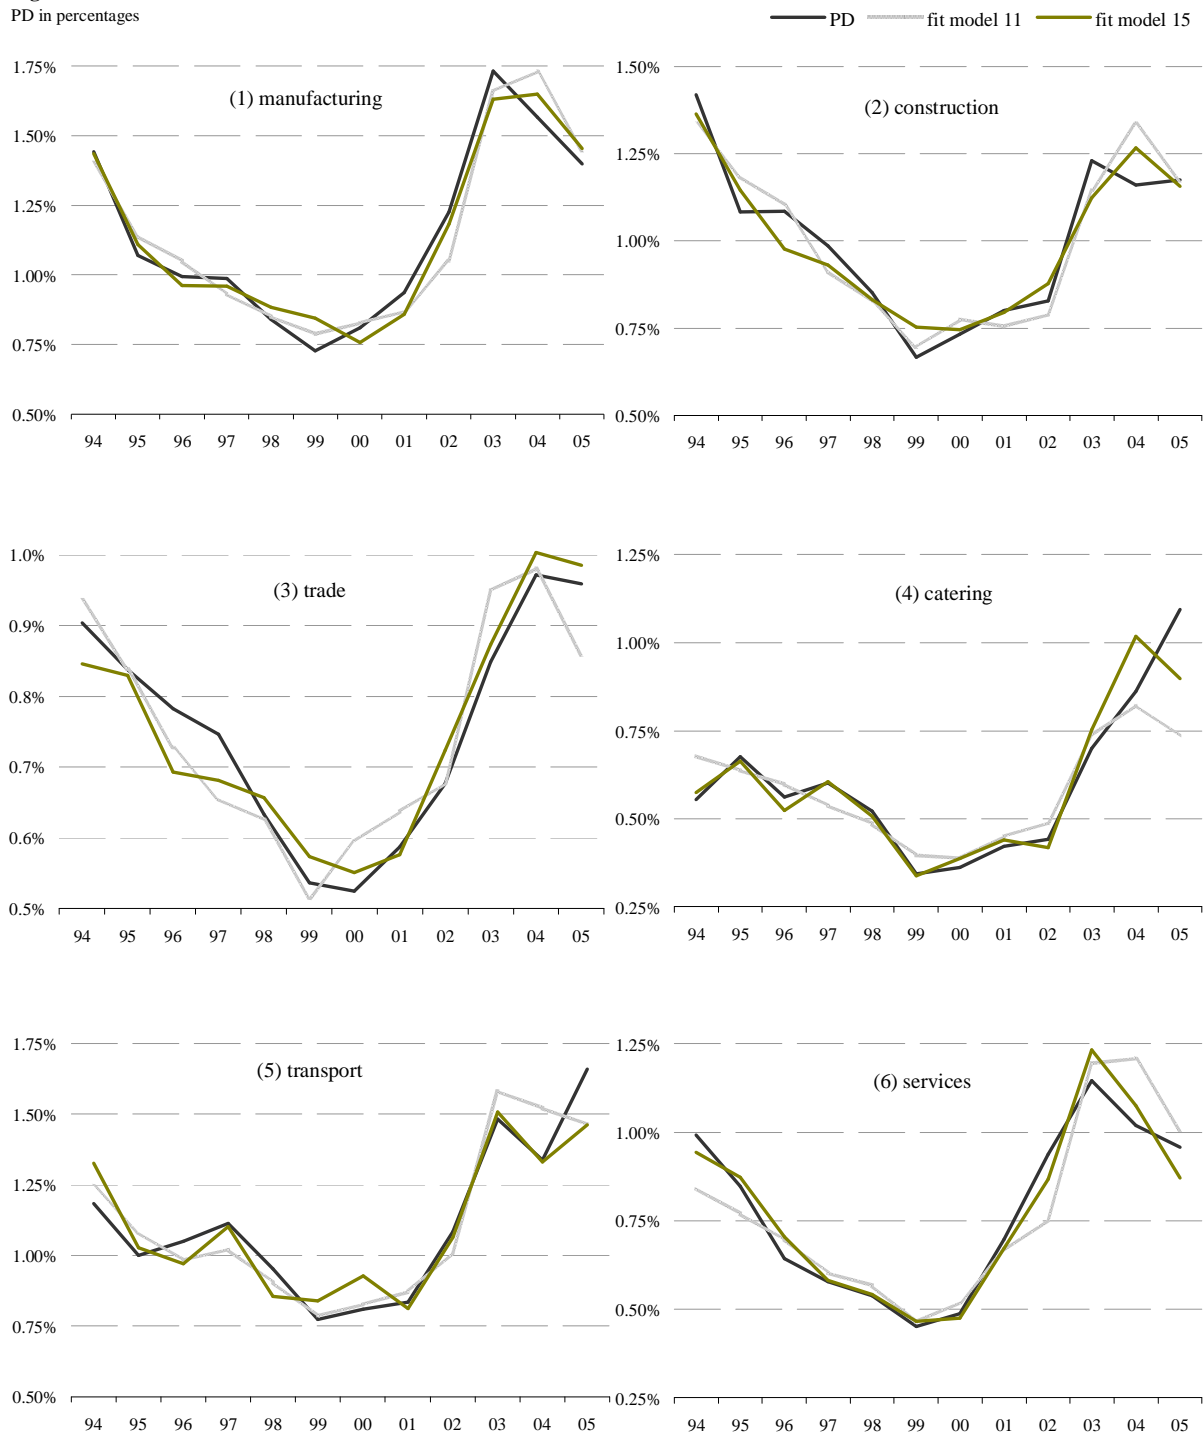 PD in percentages
PD fit model 11 fit model 15
1.75%
1.50%
1.25%
1.00%
0.75%
0.50%
(1) manufacturing
94 95 96 97 98 99 00 01 02 03 04 05
1.50%
1.25%
1.00%
0.75%
0.50%
(2) construction
94 95 96 97 98 99 00 01 02 03 04 05
1.0%
0.9%
0.8%
0.7%
0.6%
0.5%
(3) trade
94 95 96 97 98 99 00 01 02 03 04 05
1.25%
1.00%
0.75%
0.50%
0.25%
(4) catering
94 95 96 97 98 99 00 01 02 03 04 05
1.75%
1.50%
1.25%
1.00%
0.75%
0.50%
(5) transport
94 95 96 97 98 99 00 01 02 03 04 05
1.25%
1.00%
0.75%
0.50%
0.25%
(6) services
94 95 96 97 98 99 00 01 02 03 04 05